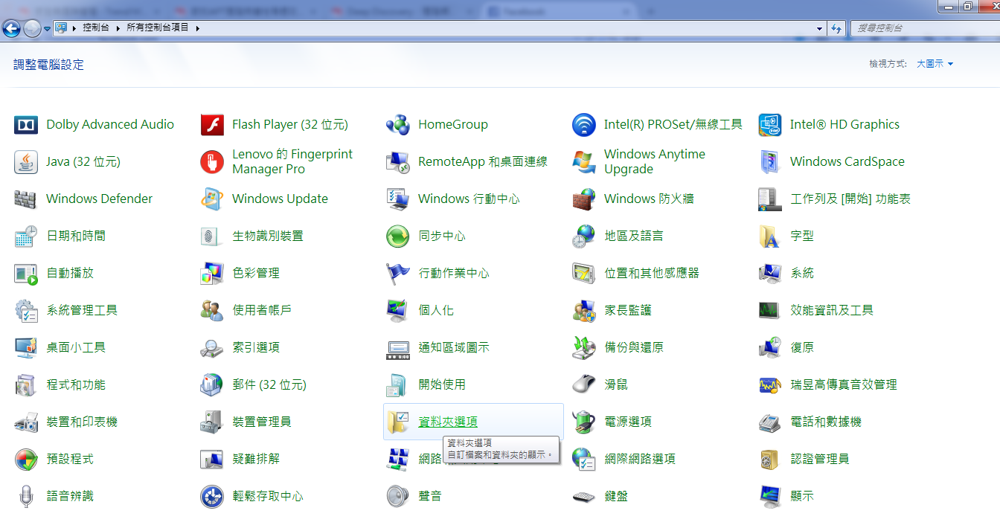 控制台 ▸ 所有控制台項目 ▸
搜尋控制台
調整電腦設定
檢視方式: 大圖示
Dolby Advanced Audio
Flash Player (32 位元)
HomeGroup
Intel(R) PROSet/無線工具
Intel® HD Graphics
Java (32 位元)
Lenovo 的 Fingerprint
Manager Pro
RemoteApp 和桌面連線
Windows Anytime
Upgrade
Windows CardSpace
Windows Defender
Windows Update
Windows 行動中心
Windows 防火牆
工作列及 [開始] 功能表
日期和時間
生物識別裝置
同步中心
地區及語言
字型
自動播放
色彩管理
行動作業中心
位置和其他感應器
系統
系統管理工具
使用者帳戶
個人化
家長監護
效能資訊及工具
桌面小工具
索引選項
通知區域圖示
備份與還原
復原
程式和功能
郵件 (32 位元)
開始使用
滑鼠
瑞昱高傳真音效管理
裝置和印表機
裝置管理員
資料夾選項
電源選項
電話和數據機
資料夾選項
自訂檔案和資料夾的顯示。
預設程式
疑難排解
網路
網際網路選項
認證管理員
語音辨識
輕鬆存取中心
聲音
鍵盤
顯示